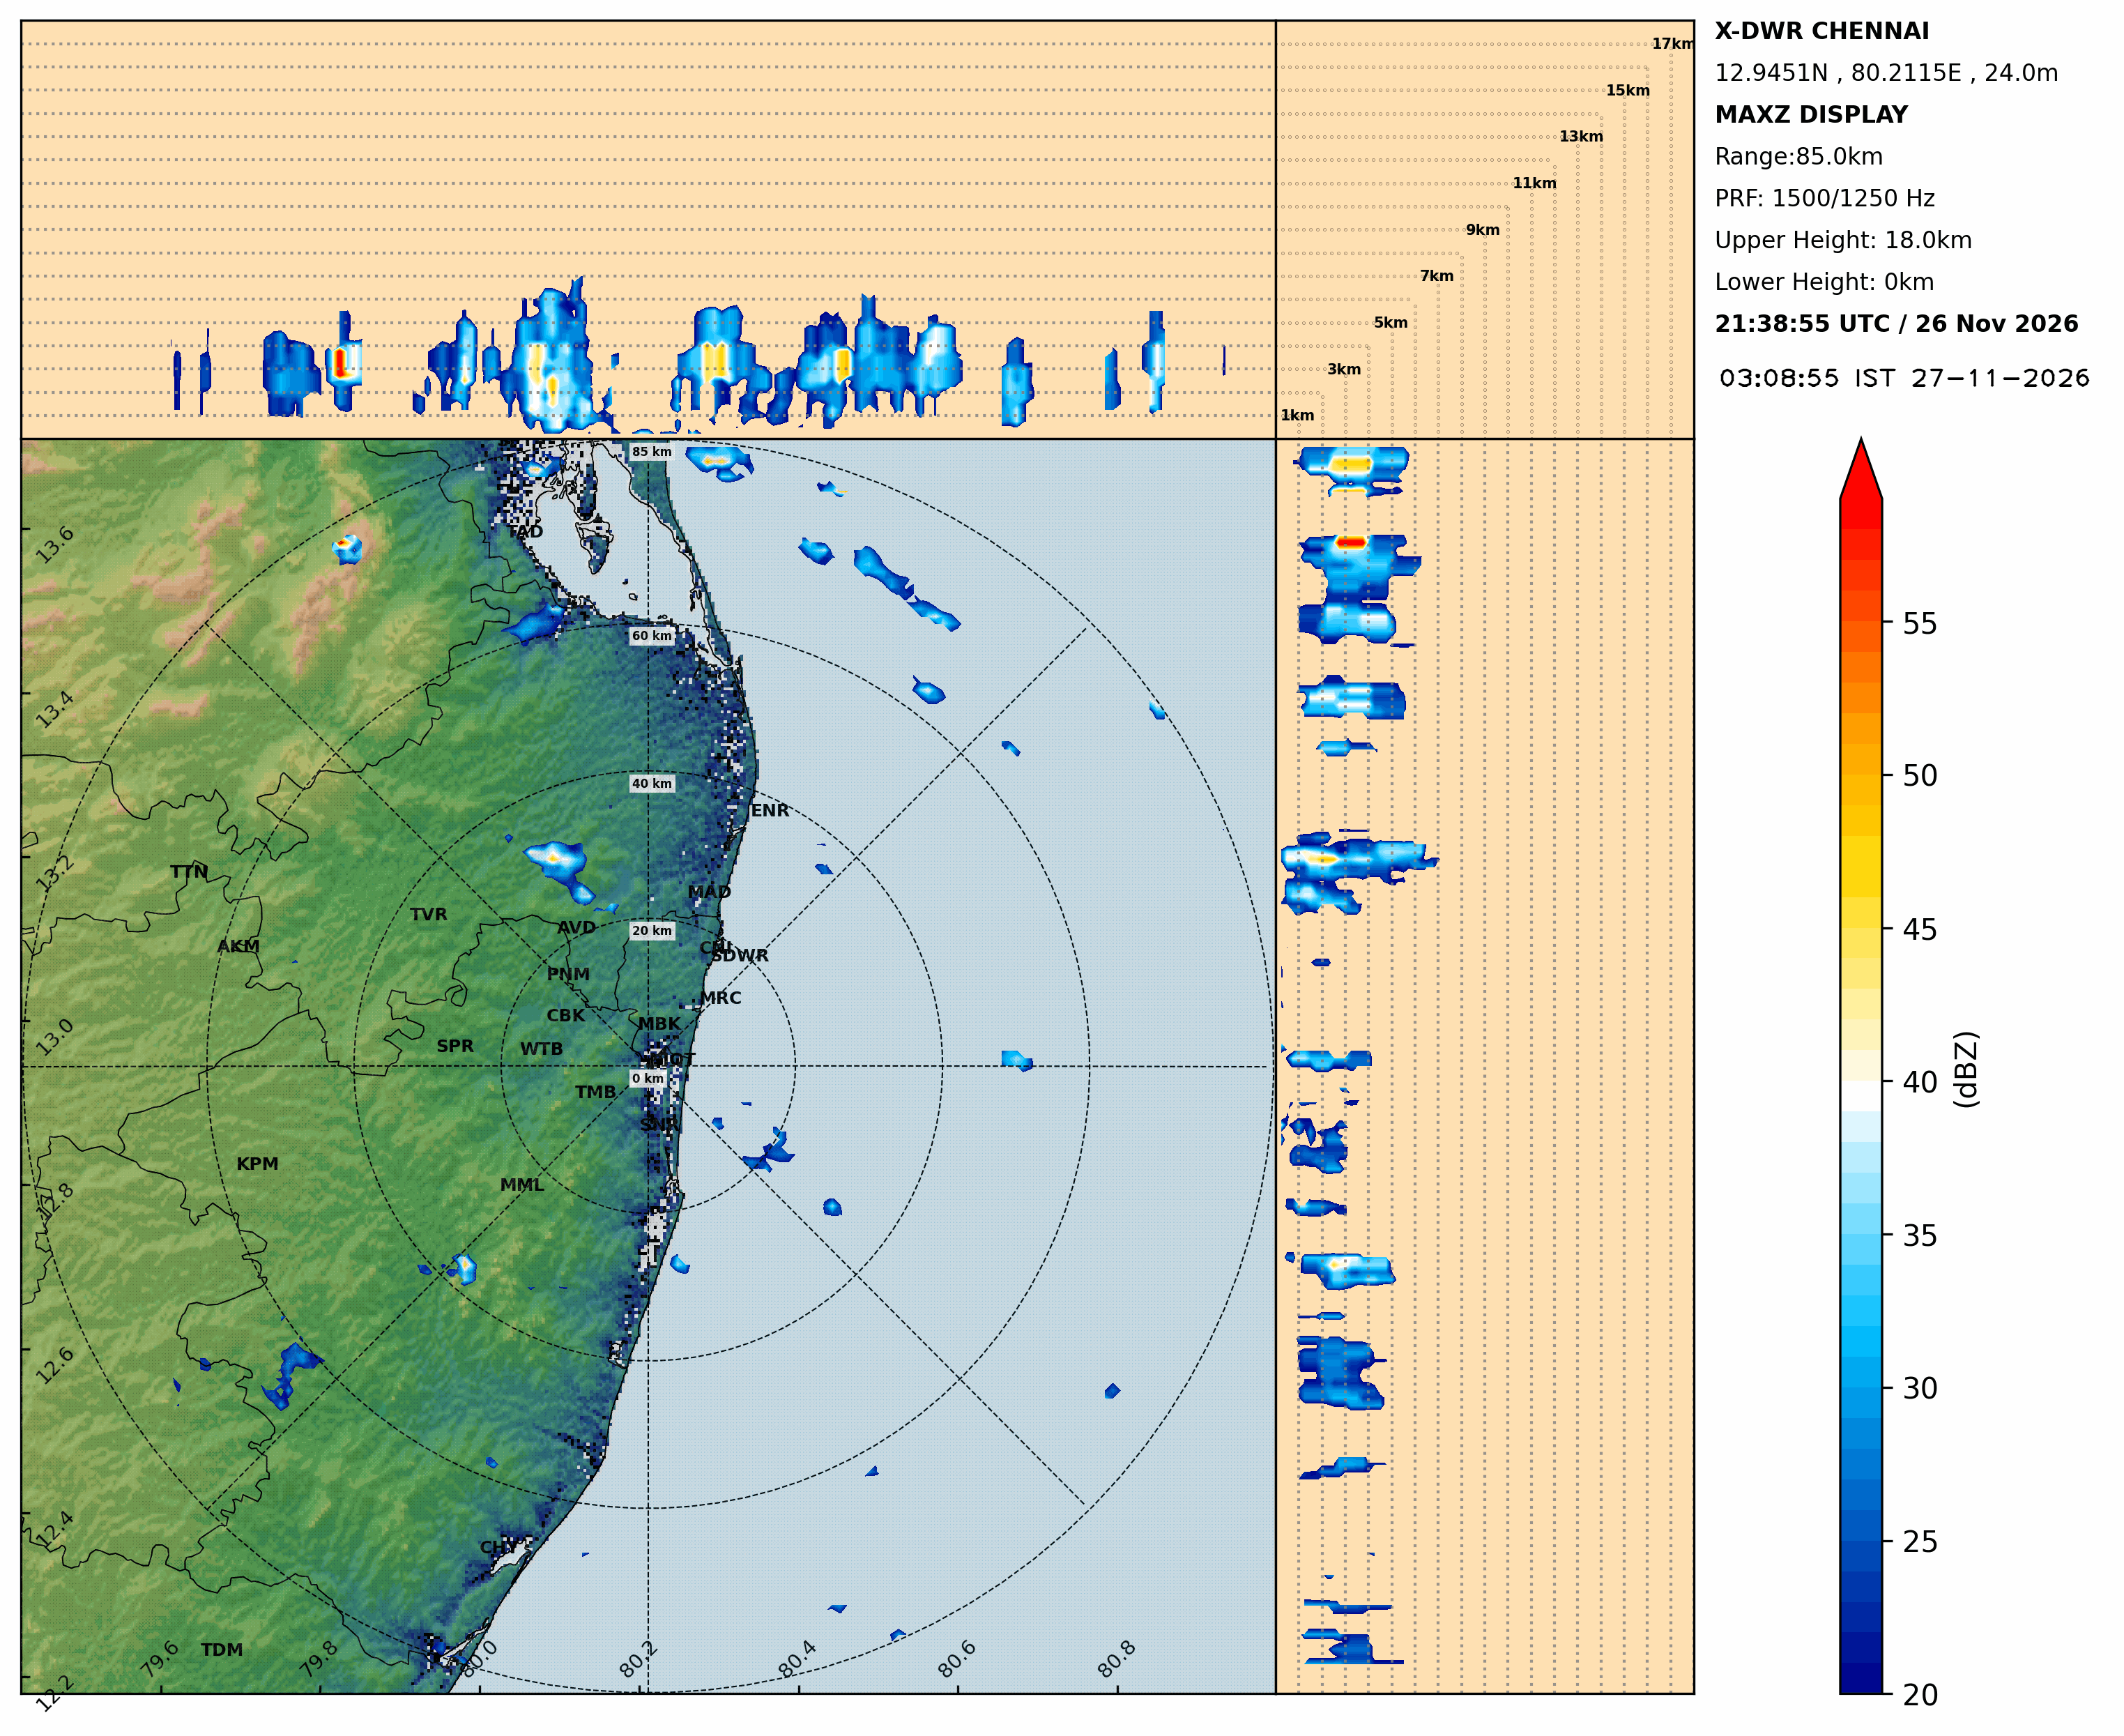 X-DWR CHENNAI
12.9451N , 80.2115E , 24.0m
MAXZ DISPLAY
Range:85.0km
PRF: 1500/1250 Hz
Upper Height: 18.0km
Lower Height: 0km
21:38:55 UTC / 26 Nov 2026
03:08:55 IST 27-11-2026
17km
15km
13km
11km
9km
7km
5km
3km
1km
85 km
60 km
40 km
20 km
0 km
TAD
ENR
TTN
MAD
TVR
AVD
AKM
SDWR
PNM
MRC
CBK
MBK
SPR
WTB
TMB
SNR
KPM
MML
CHY
TDM
13.6
13.4
13.2
13.0
12.8
12.6
12.4
12.2
79.6
79.8
80.0
80.2
80.4
80.6
80.8
55
50
45
40
35
30
25
20
(dBZ)